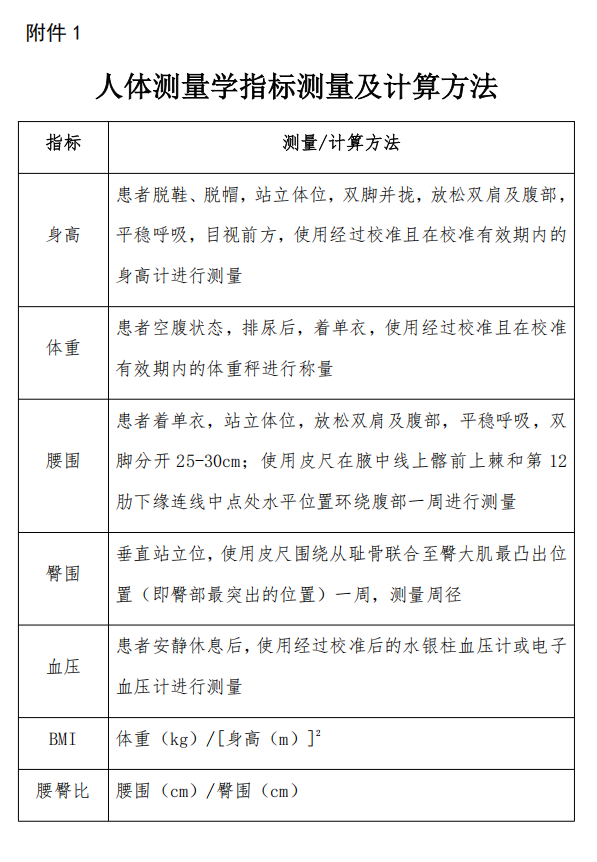 附件 1
人体测量学指标测量及计算方法
指标 测量/计算方法
身高
患者脱鞋、脱帽，站立体位，双脚并拢，放松双肩及腹部，
平稳呼吸，目视前方，使用经过校准且在校准有效期内的
身高计进行测量
体重
患者空腹状态，排尿后，着单衣，使用经过校准且在校准
有效期内的体重秤进行称量
腰围
患者着单衣，站立体位，放松双肩及腹部，平稳呼吸，双
脚分开 25-30cm；使用皮尺在腋中线上髂前上棘和第 12
肋下缘连线中点处水平位置环绕腹部一周进行测量
臀围
垂直站立位，使用皮尺围绕从耻骨联合至臀大肌最凸出位
置（即臀部最突出的位置）一周，测量周径
血压
患者安静休息后，使用经过校准后的水银柱血压计或电子
血压计进行测量
BMI 体重（kg）/[身高（m）]²
腰臀比 腰围（cm）/臀围（cm）